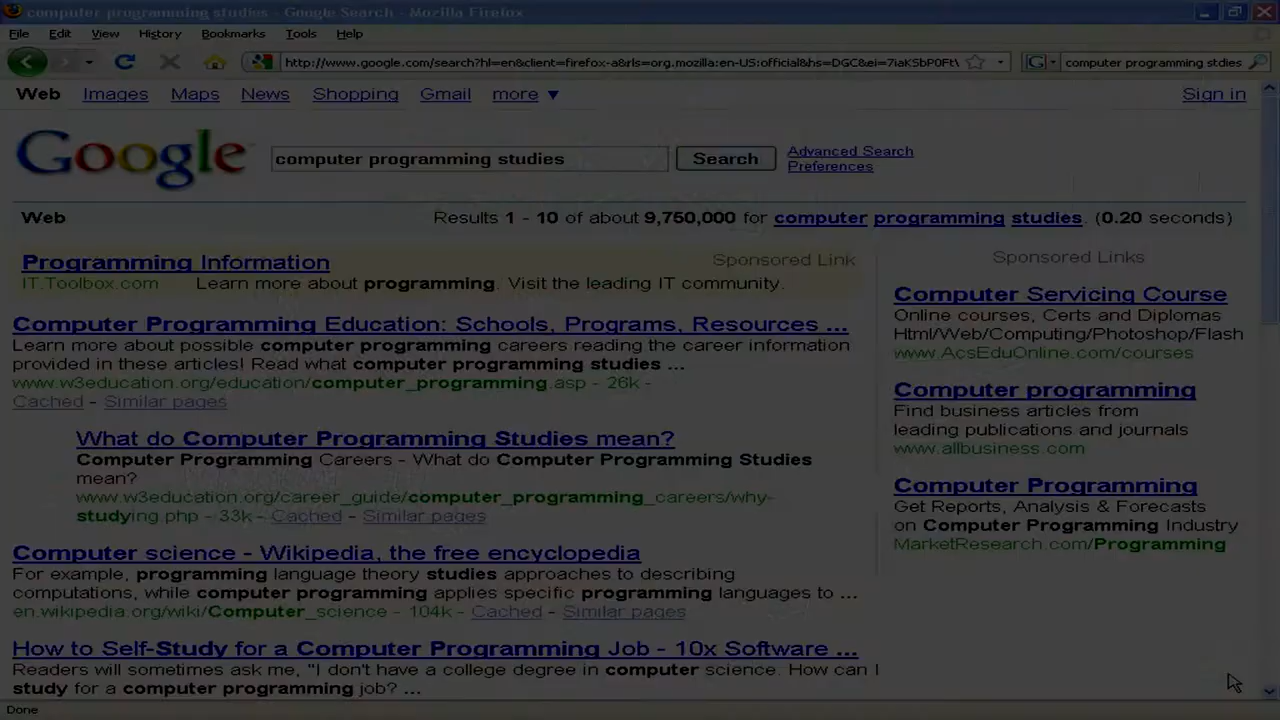 computer programming studies - Google Search - Mozilla Firefox
File Edit View History Bookmarks Tools Help
http://www.google.com/search?hl=en&client=firefox-a&rls=org.mozilla:en-US:official&hs=DGC&ei=7iaKSbP0Ft\ computer programming stdies
Web Images Maps News Shopping Gmail more ▼ Sign in
Google computer programming studies Search Advanced Search
Preferences
Web Results 1 - 10 of about 9,750,000 for computer programming studies. (0.20 seconds)
Programming Information Sponsored Link
IT.Toolbox.com Learn more about programming. Visit the leading IT community.
Computer Programming Education: Schools, Programs, Resources ...
Learn more about possible computer programming careers reading the career information
provided in these articles! Read what computer programming studies ...
www.w3education.org/education/computer_programming.asp - 26k -
Cached - Similar pages
What do Computer Programming Studies mean?
Computer Programming Careers - What do Computer Programming Studies
mean?
www.w3education.org/career_guide/computer_programming_careers/why-
studying.php - 33k - Cached - Similar pages
Computer science - Wikipedia, the free encyclopedia
For example, programming language theory studies approaches to describing
computations, while computer programming applies specific programming languages to ...
en.wikipedia.org/wiki/Computer_science - 104k - Cached - Similar pages
How to Self-Study for a Computer Programming Job - 10x Software ...
Readers will sometimes ask me, "I don't have a college degree in computer science. How can I
study for a computer programming job? ...
Sponsored Links
Computer Servicing Course
Online courses, Certs and Diplomas
Html/Web/Computing/Photoshop/Flash
www.AcsEduOnline.com/courses
Computer programming
Find business articles from
leading publications and journals
www.allbusiness.com
Computer Programming
Get Reports, Analysis & Forecasts
on Computer Programming Industry
MarketResearch.com/Programming
Done